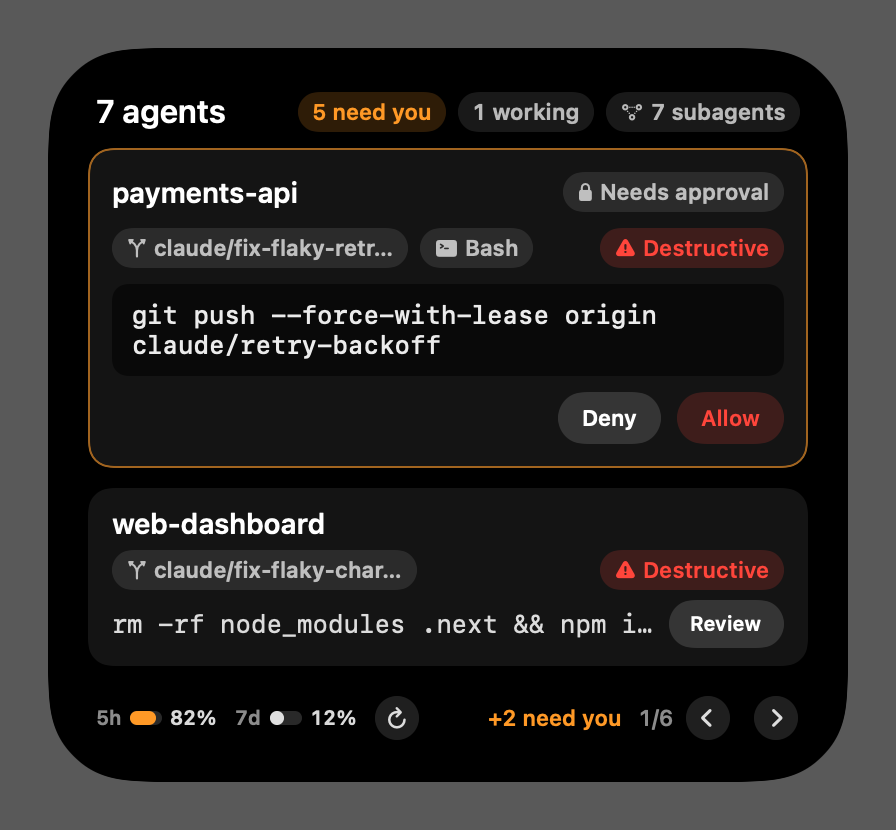 7 agents
5 need you
1 working
7 subagents
payments-api
Needs approval
claude/fix-flaky-retr...
Bash
Destructive
git push --force-with-lease origin
claude/retry-backoff
Deny
Allow
web-dashboard
claude/fix-flaky-char...
Destructive
rm -rf node_modules .next && npm i…
Review
5h
82%
7d
12%
+2 need you
1/6